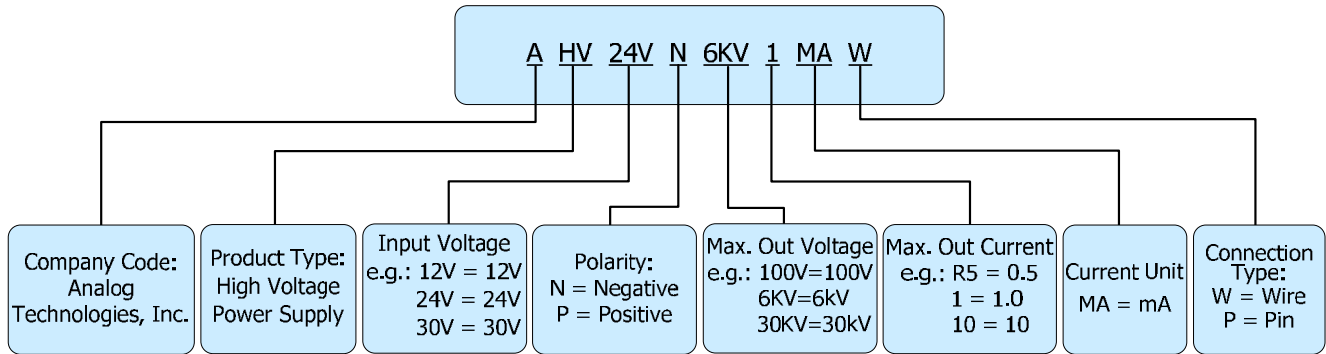 A HV 24V N 6KV 1 MA W
Company Code:
Analog
Technologies, Inc.
Product Type:
High Voltage
Power Supply
Input Voltage
e.g.: 12V = 12V
24V = 24V
30V = 30V
Polarity:
N = Negative
P = Positive
Max. Out Voltage
e.g.: 100V=100V
6KV=6kV
30KV=30kV
Max. Out Current
e.g.: R5 = 0.5
1 = 1.0
10 = 10
Current Unit
MA = mA
Connection
Type:
W = Wire
P = Pin